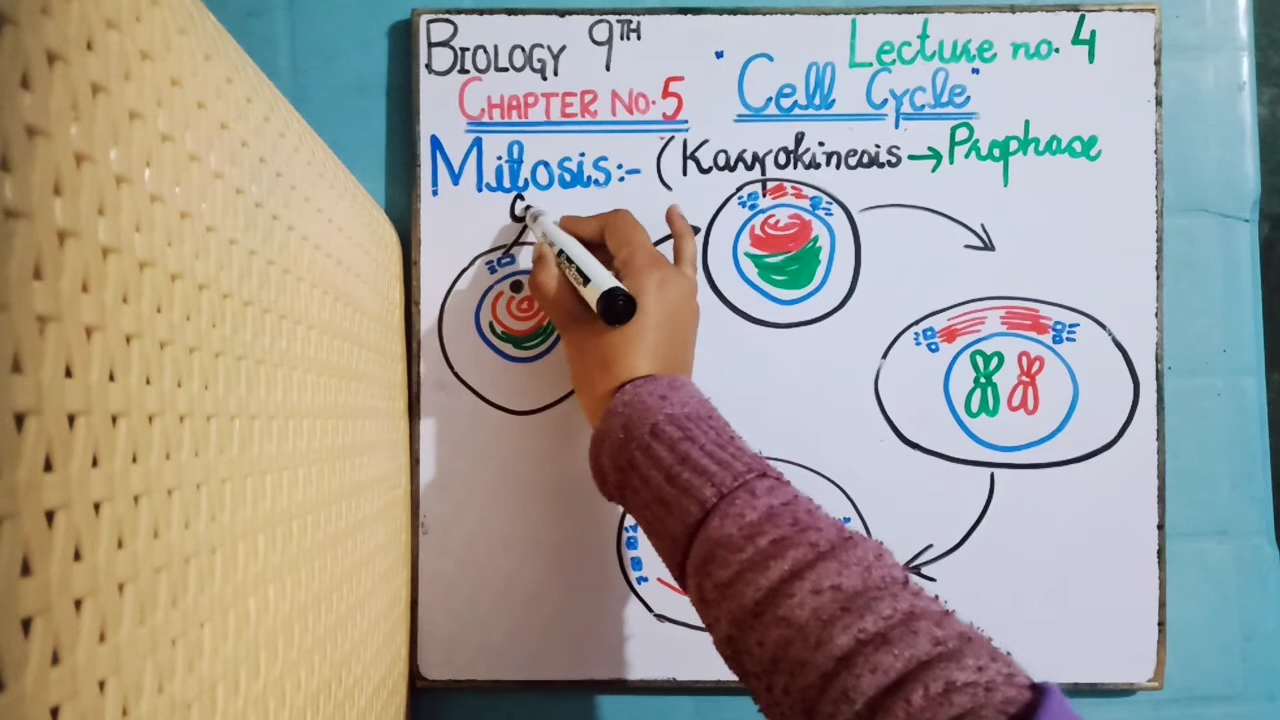 BIOLOGY 9TH
Lecture no. 4
CHAPTER NO. 5
"Cell Cycle"
Mitosis:- (Karyokinesis → Prophase
C